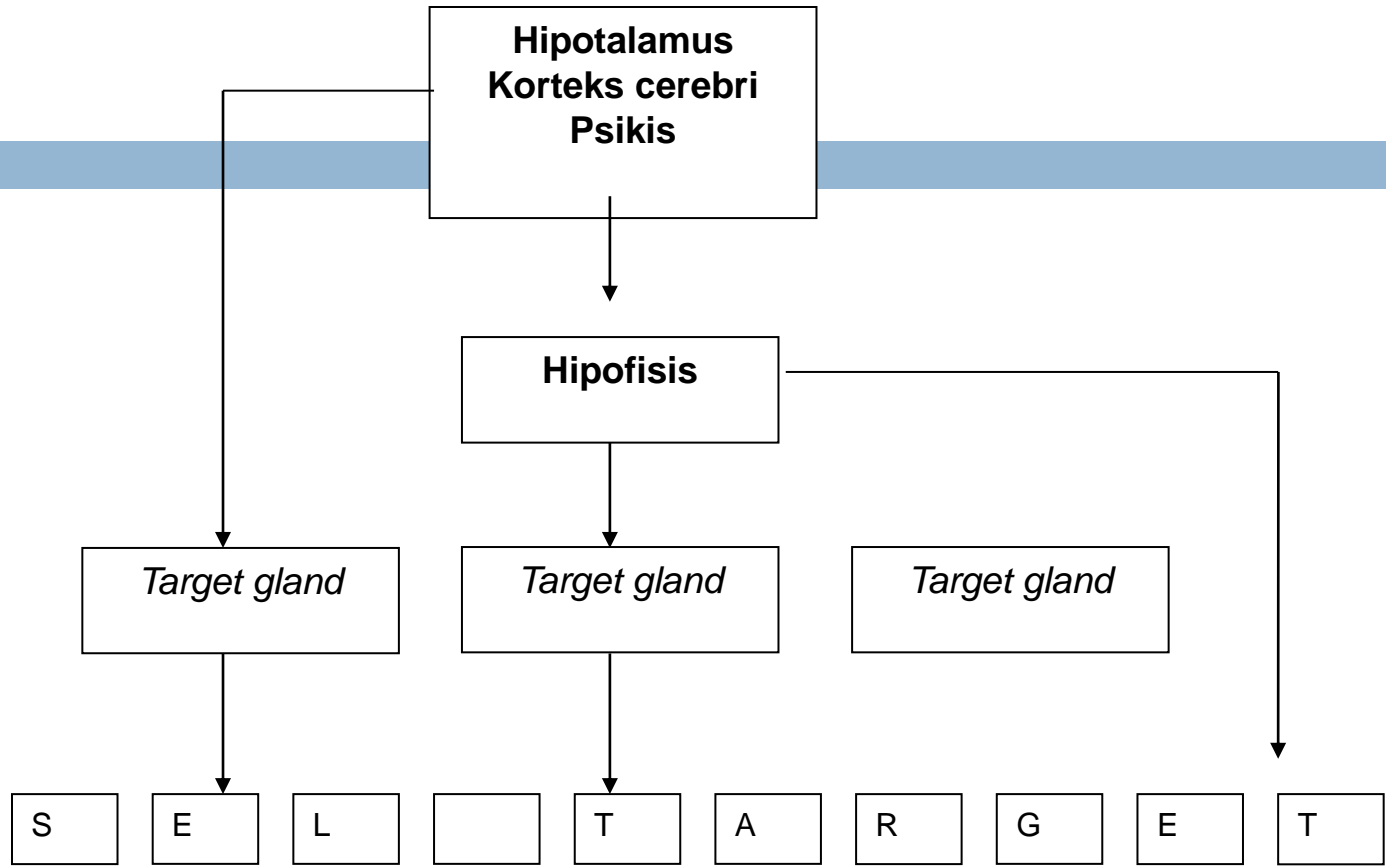 Hipotalamus
Korteks cerebri
Psikis
Hipofisis
Target gland Target gland Target gland
S E L T A R G E T